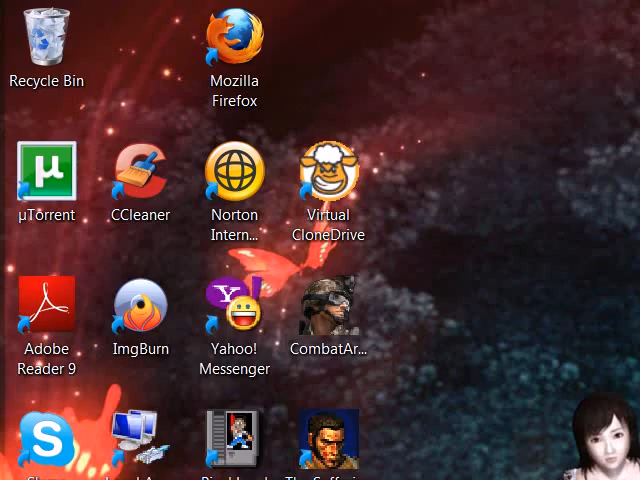 Recycle Bin
Mozilla
Firefox
µTorrent
CCleaner
Norton
Intern...
Virtual
CloneDrive
Adobe
Reader 9
ImgBurn
Yahoo!
Messenger
CombatAr...